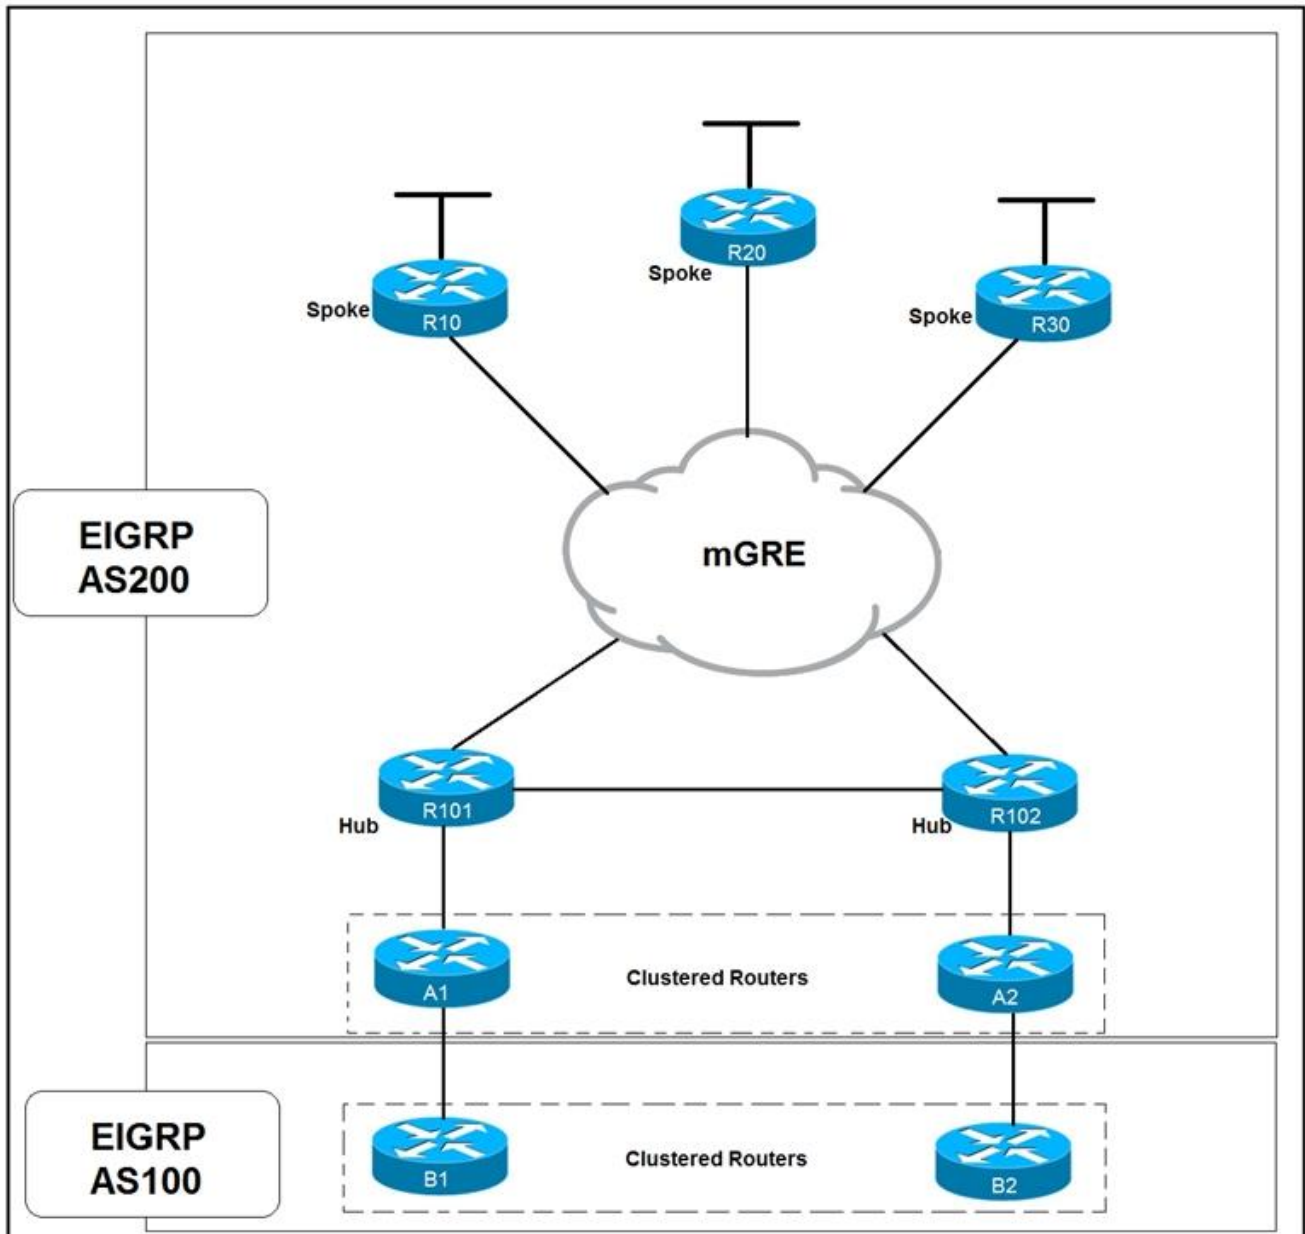 R20
Spoke
Spoke
R10
Spoke
R30
EIGRP
AS200
mGRE
R101
Hub
R102
Hub
A1
Clustered Routers
A2
EIGRP
AS100
B1
Clustered Routers
B2